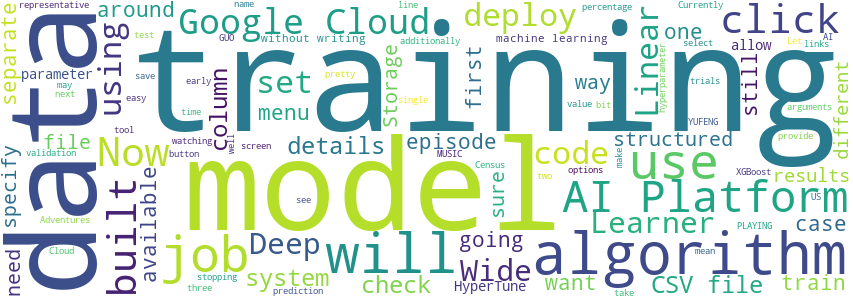 representative
name
line
percentage
Currently
AI
around
Google Cloud
deploy
click
separate
data
using
test
GUO
without writing
additionally
machine learning
one
select
Let
links
training
parameter
column
set
storage
first
way
Linear
allow
still
different
may
save
early
pretty
next
easy
time
menu
single
value
bit
trials
hyperparameter
YUFENG
arguments
file
tool
watching
well
screen
details
episode
structured
provide
validation
button
Now
MUSIC
code
make
results
specify
built
available
model
sure
Census
options
use
XGBoost
US
see
two
AI Platform
Adventures
job
Deep
will
going
Learner
case
PLAYING
need
Cloud
system
stopping
Wide
algorithm
three
prediction
check
HyperTune
want
mean
take
CSV file
train